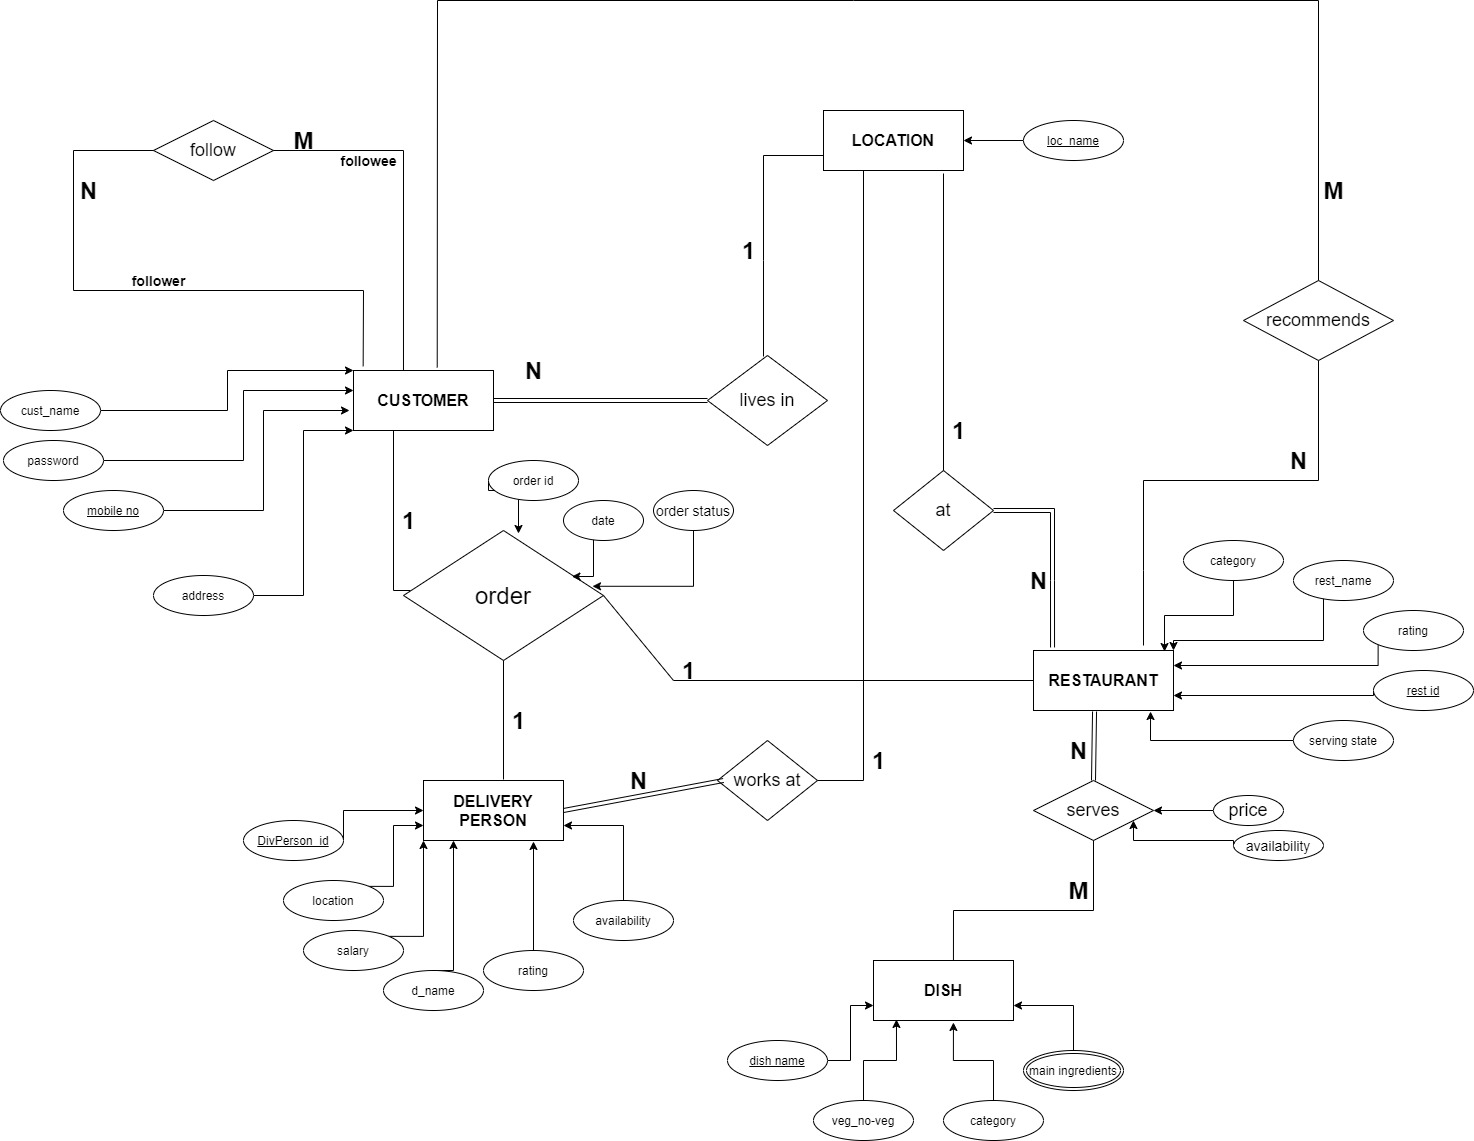 LOCATION
loc_name
follow
M
followee
N
follower
M
1
recommends
cust_name
password
mobile no
address
CUSTOMER
N
lives in
1
N
order id
date
order status
1
order
at
N
category
rest_name
rating
rest id
serving state
RESTAURANT
1
1
N
works at
1
N
serves
price
availability
DELIVERY
PERSON
DivPerson_id
location
salary
d_name
rating
availability
M
DISH
dish name
veg_no-veg
category
main ingredients